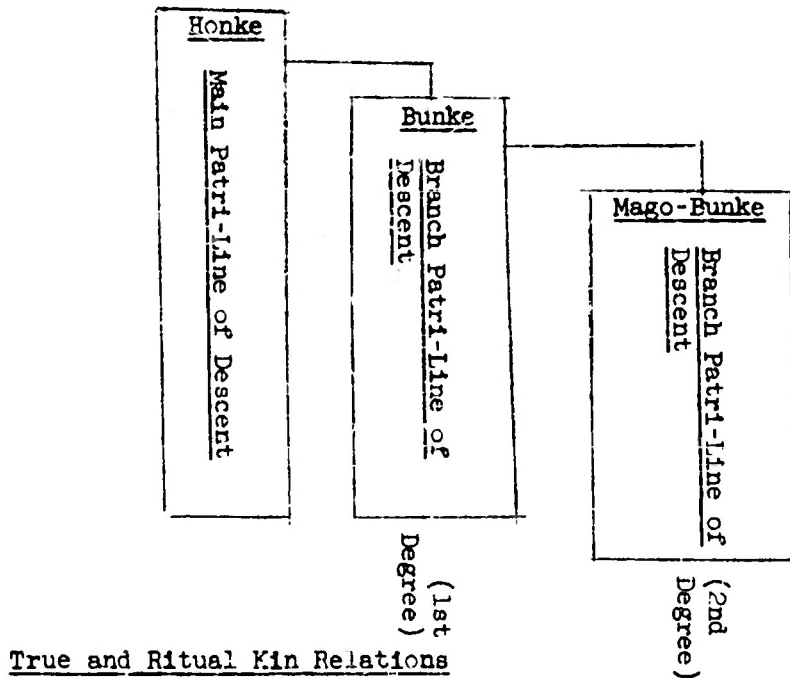 Honke
Main Patri-Line of Descent
Bunke
Branch Patri-Line of
Descent
(1st
Degree)
Mago-Bunke
Branch Patri-Line of
Descent
(2nd
Degree)
True and Ritual Kin Relations